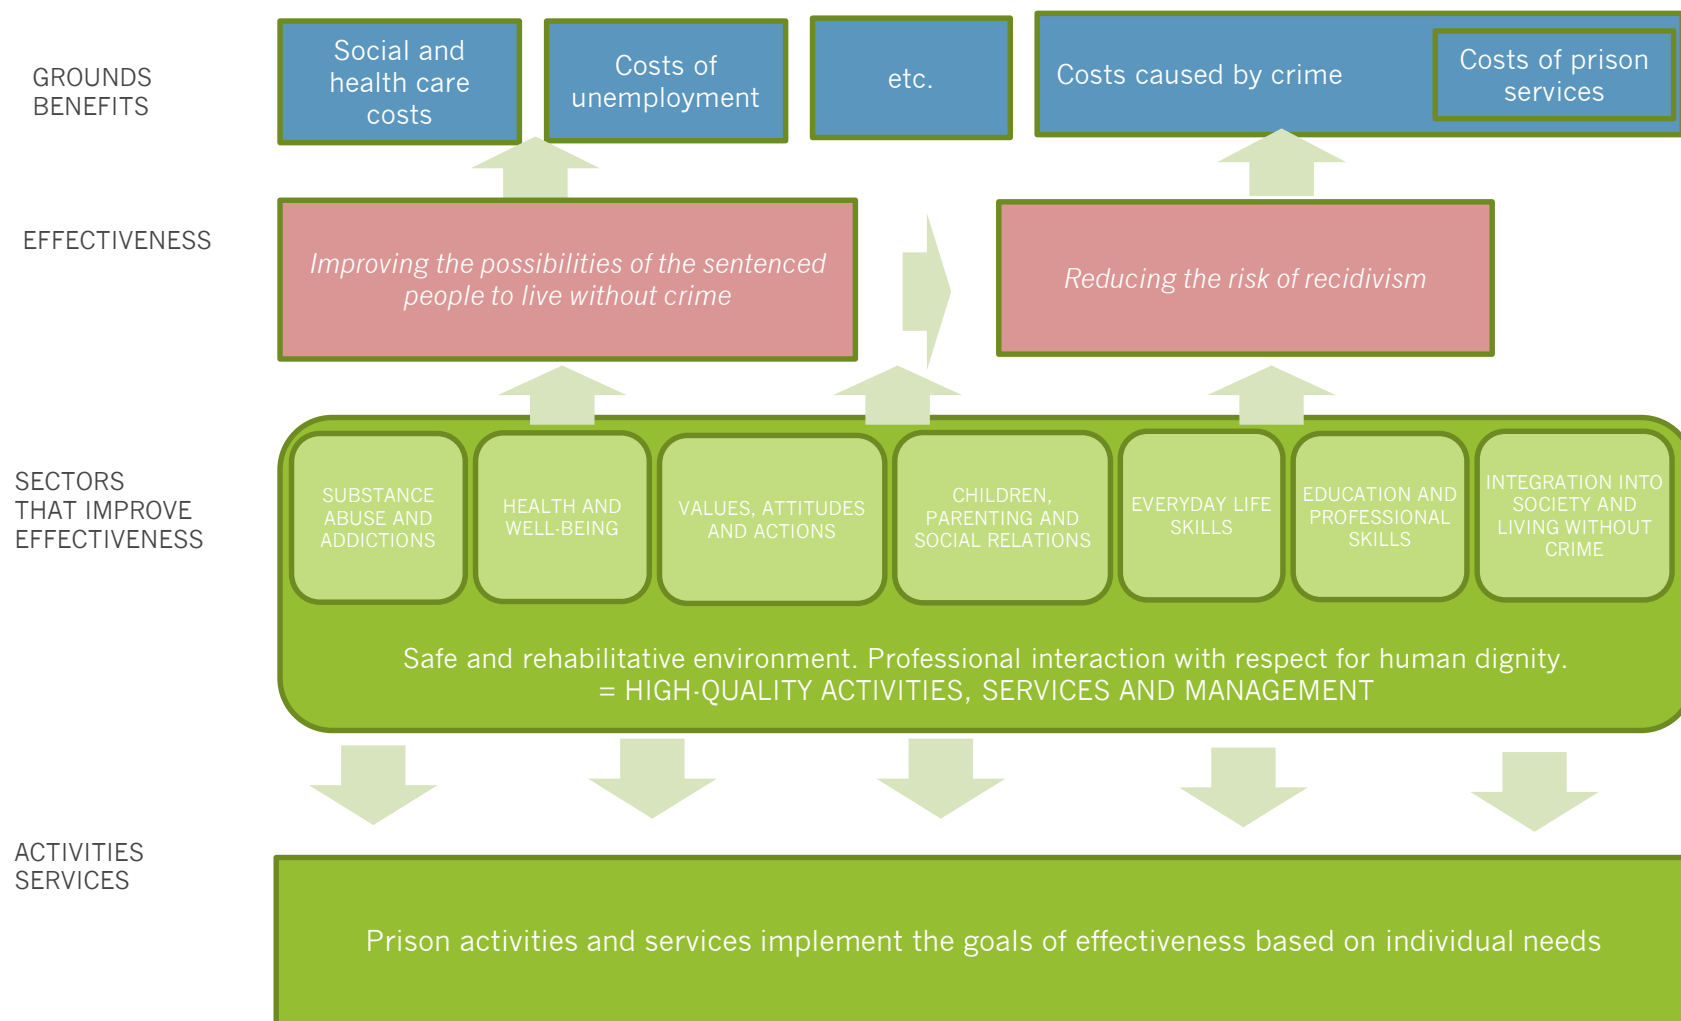 GROUNDS
BENEFITS
Social and
health care
costs
Costs of
unemployment
etc.
Costs caused by crime
Costs of prison
services
EFFECTIVENESS
Improving the possibilities of the sentenced
people to live without crime
Reducing the risk of recidivism
SECTORS
THAT IMPROVE
EFFECTIVENESS
SUBSTANCE
ABUSE AND
ADDICTIONS
HEALTH AND
WELL-BEING
VALUES, ATTITUDES
AND ACTIONS
CHILDREN,
PARENTING AND
SOCIAL RELATIONS
EVERYDAY LIFE
SKILLS
EDUCATION AND
PROFESSIONAL
SKILLS
INTEGRATION INTO
SOCIETY AND
LIVING WITHOUT
CRIME
Safe and rehabilitative environment. Professional interaction with respect for human dignity.
= HIGH-QUALITY ACTIVITIES, SERVICES AND MANAGEMENT
ACTIVITIES
SERVICES
Prison activities and services implement the goals of effectiveness based on individual needs